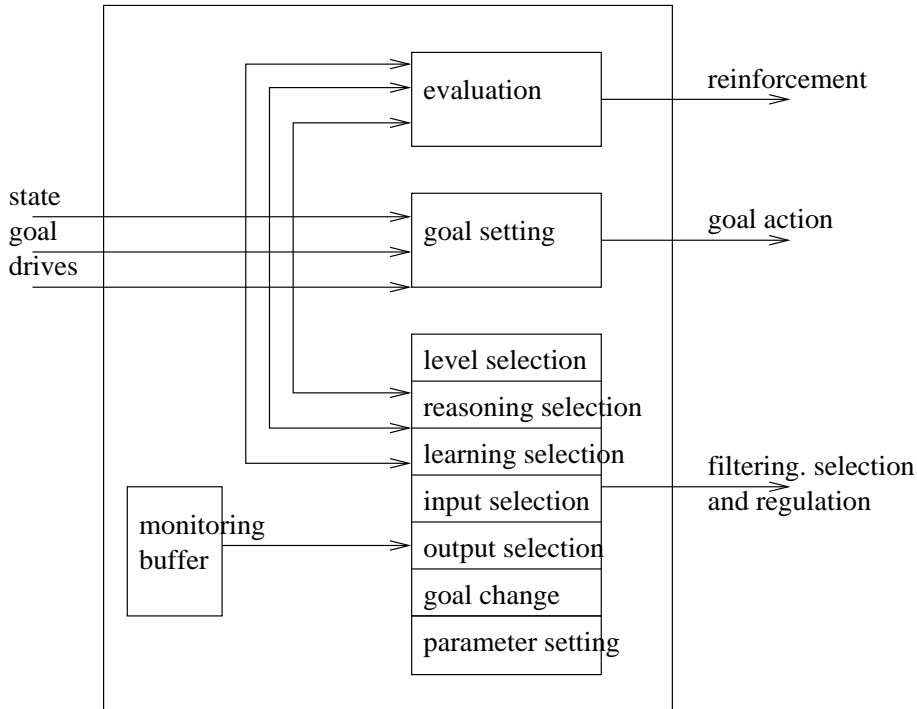 evaluation
reinforcement
state
goal
drives
goal setting
goal action
level selection
reasoning selection
learning selection
input selection
output selection
goal change
parameter setting
monitoring
buffer
filtering. selection
and regulation